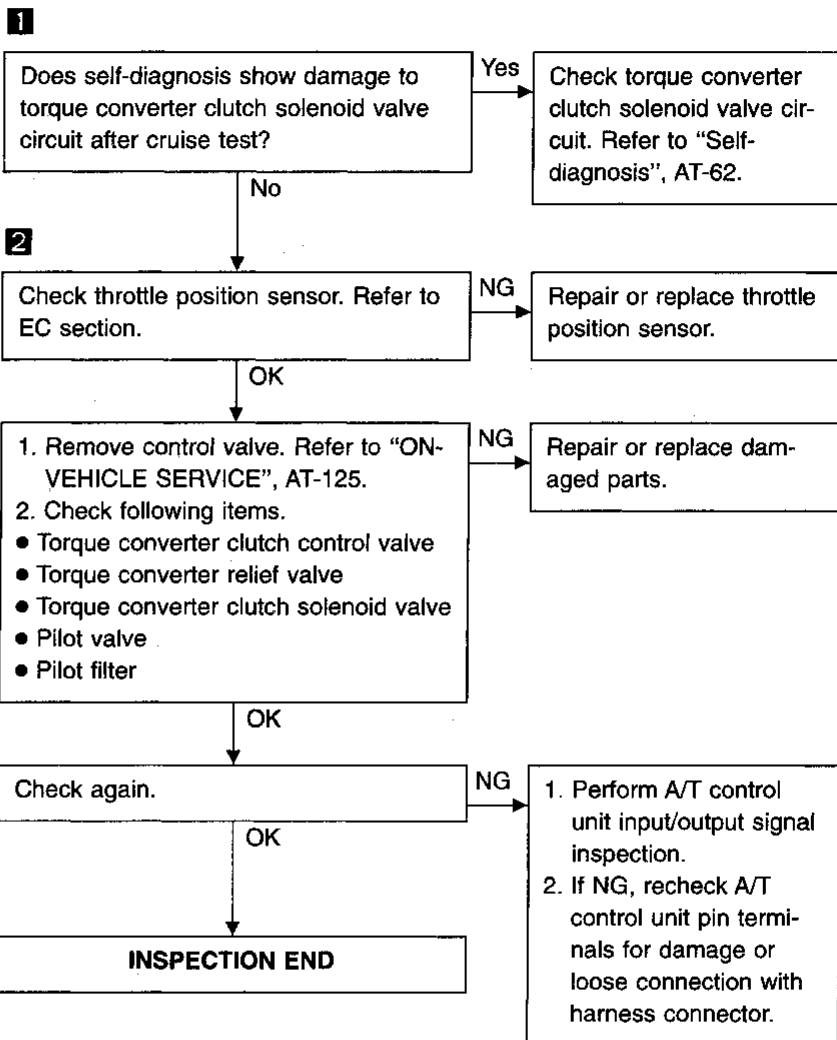 1
Does self-diagnosis show damage to
torque converter clutch solenoid valve
circuit after cruise test?
Yes
Check torque converter
clutch solenoid valve cir-
cuit. Refer to “Self-
diagnosis”, AT-62.
No
2
Check throttle position sensor. Refer to
EC section.
NG
Repair or replace throttle
position sensor.
OK
1. Remove control valve. Refer to “ON-
VEHICLE SERVICE”, AT-125.
2. Check following items.
● Torque converter clutch control valve
● Torque converter relief valve
● Torque converter clutch solenoid valve
● Pilot valve
● Pilot filter
NG
Repair or replace dam-
aged parts.
OK
Check again.
NG
1. Perform A/T control
unit input/output signal
inspection.
2. If NG, recheck A/T
control unit pin termi-
nals for damage or
loose connection with
harness connector.
OK
INSPECTION END